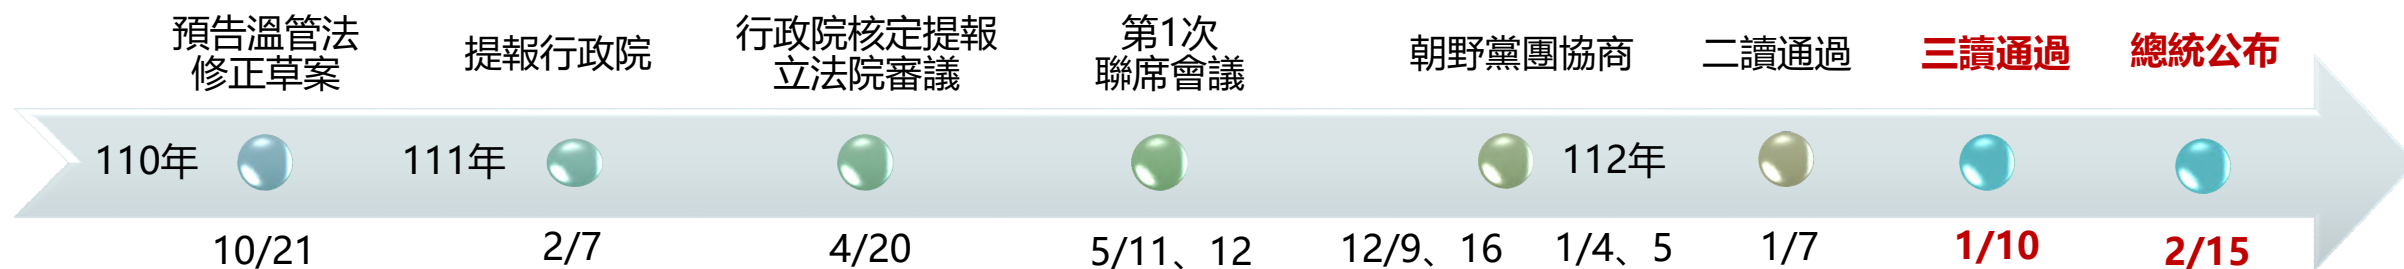 預告溫管法
修正草案
提報行政院
行政院核定提報
立法院審議
第1次
聯席會議
朝野黨團協商
二讀通過
三讀通過
總統公布
110年
111年
112年
10/21
2/7
4/20
5/11、12
12/9、16
1/4、5
1/7
1/10
2/15